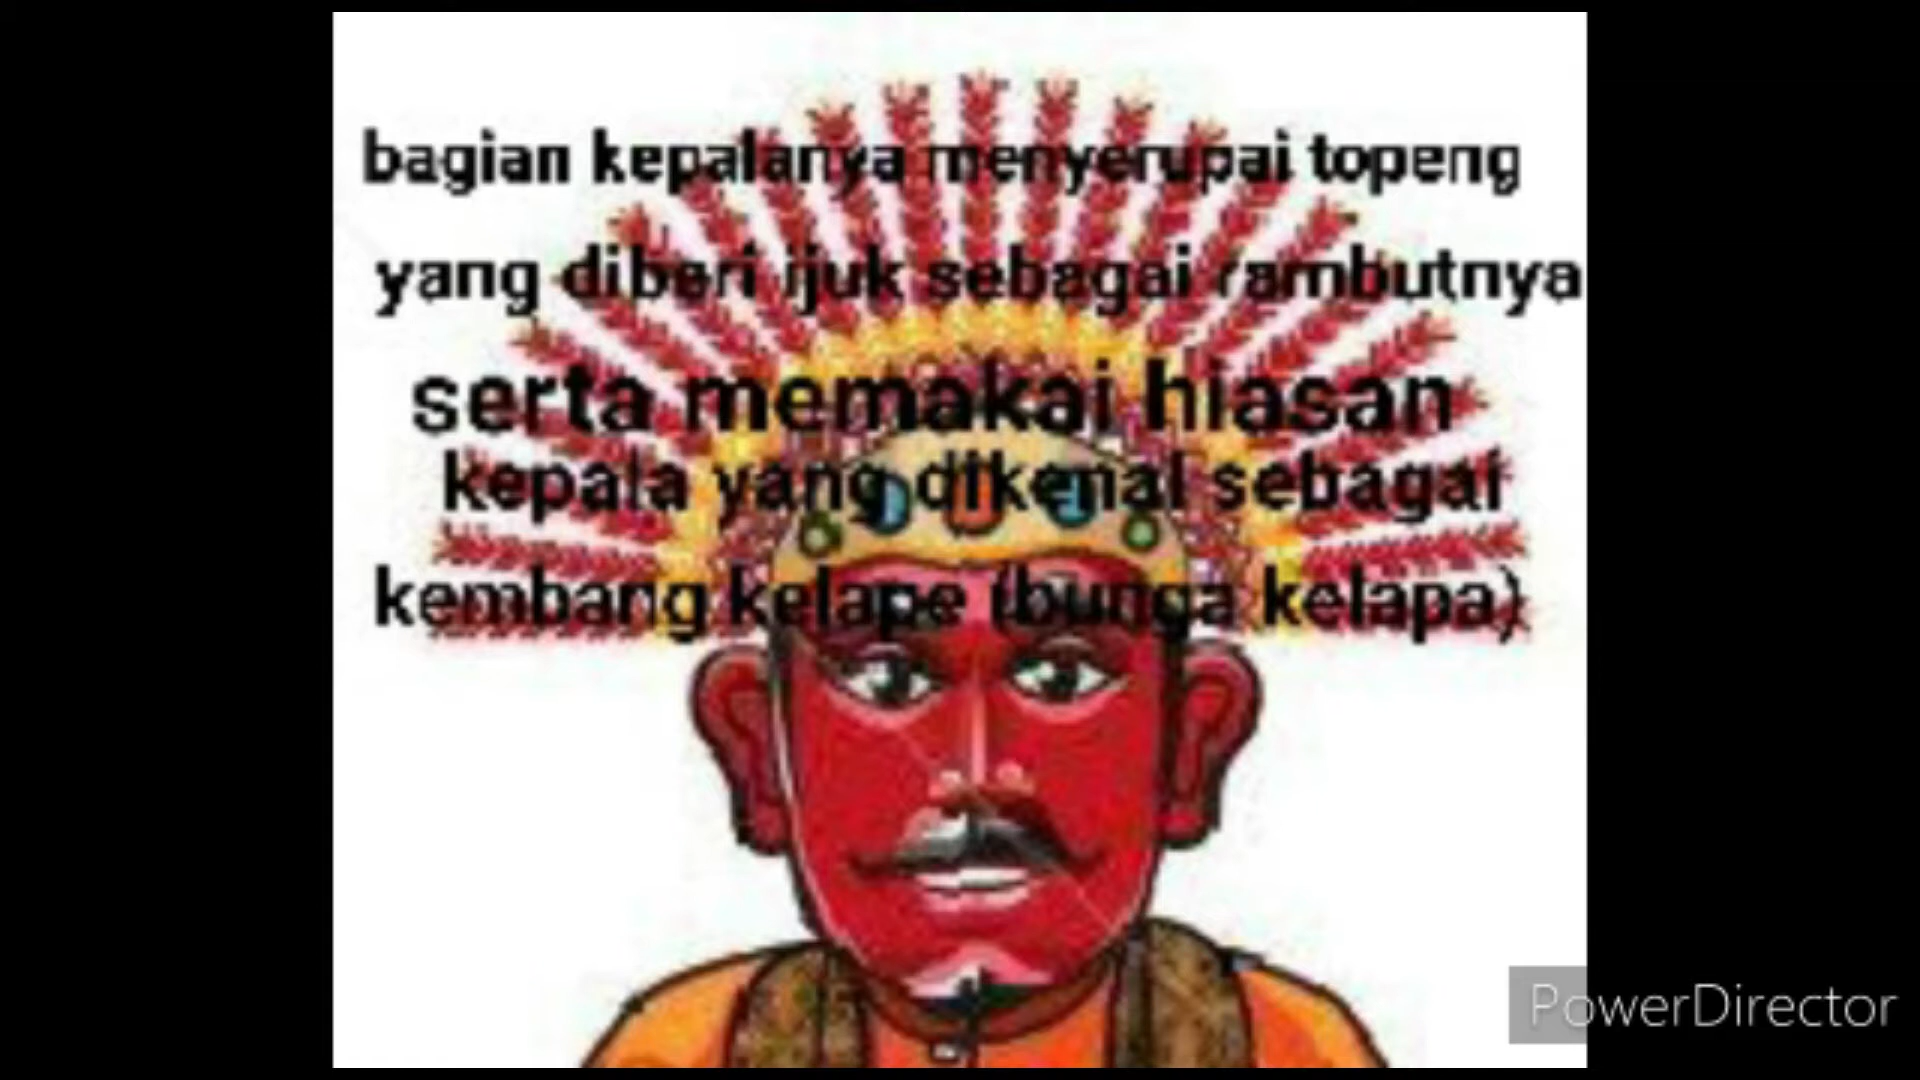 bagian kepalanya menyerupai topeng
yang diberi ijuk sebagai rambutnya
serta memakai hiasan
kepala yang dikenal sebagai
kembang kelape (bunga kelapa)
PowerDirector